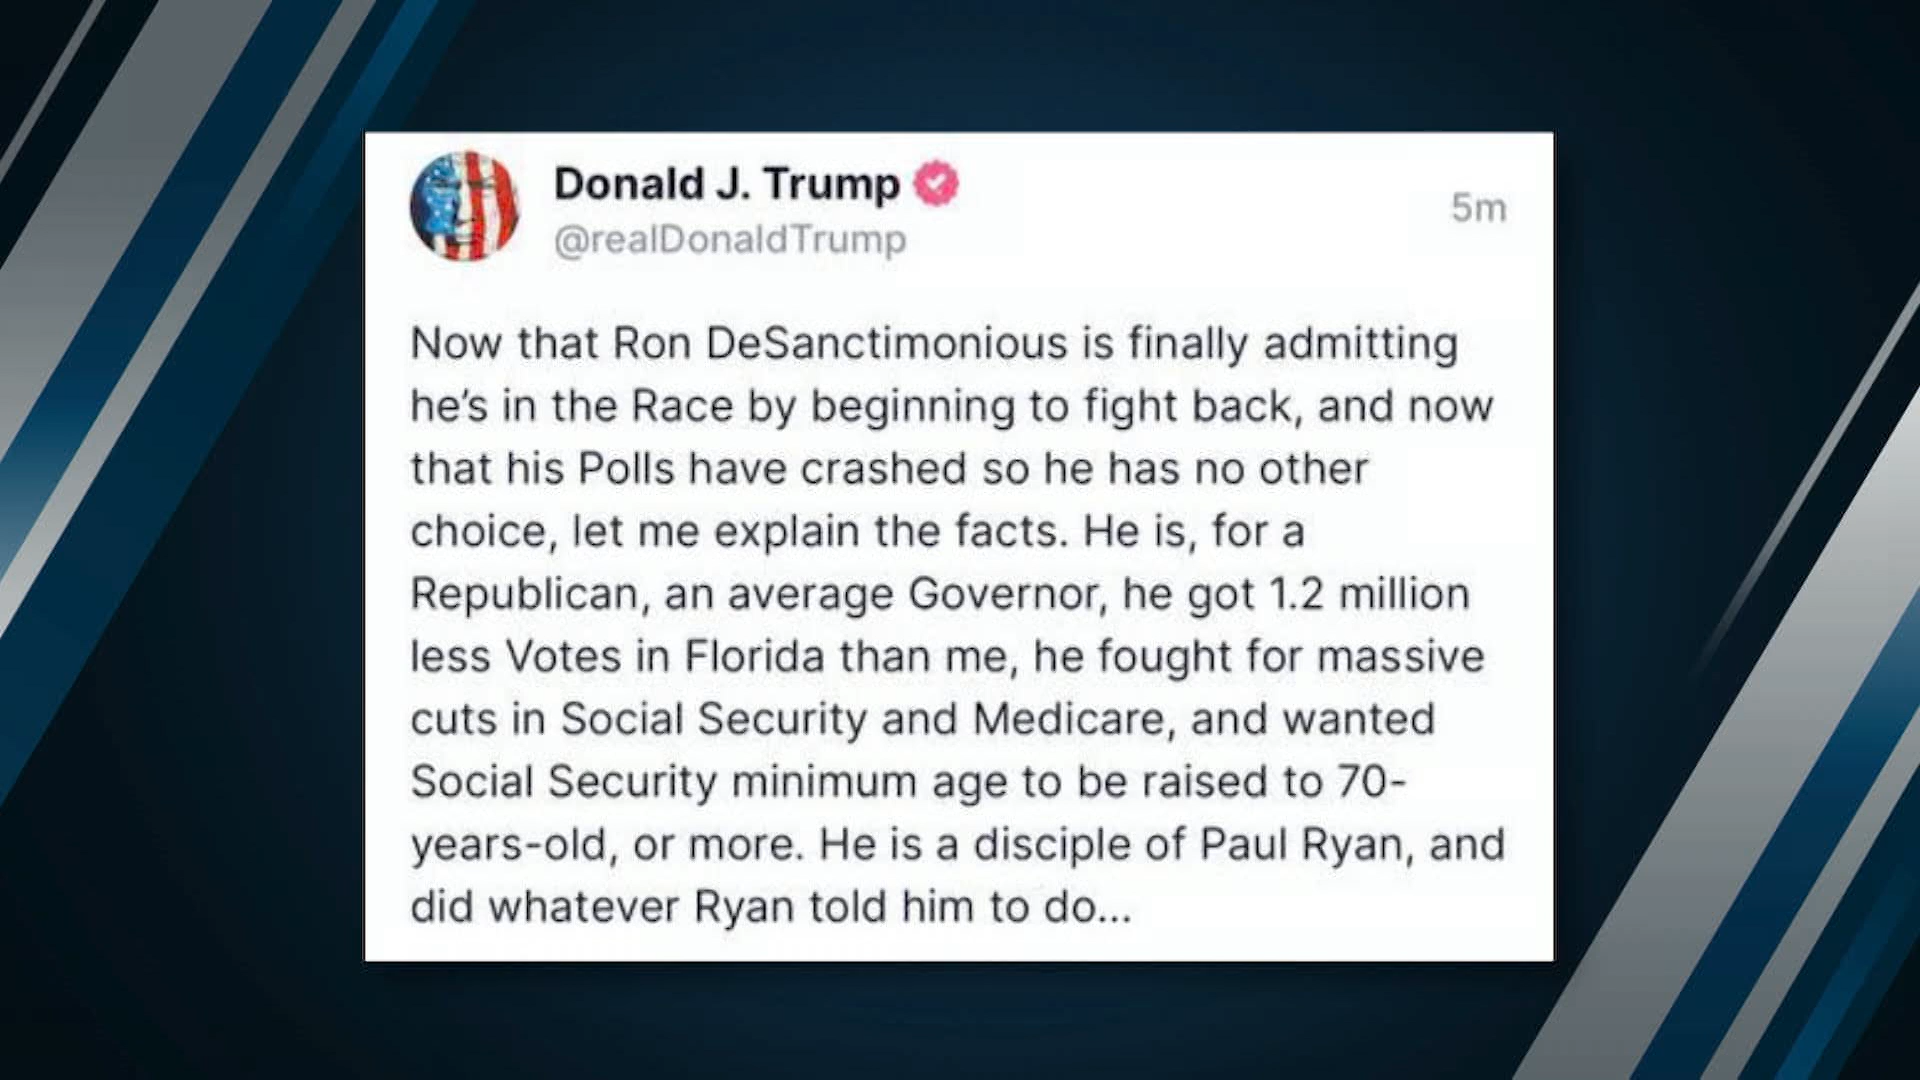 Donald J. Trump
@realDonaldTrump
5m
Now that Ron DeSanctimonious is finally admitting
he's in the Race by beginning to fight back, and now
that his Polls have crashed so he has no other
choice, let me explain the facts. He is, for a
Republican, an average Governor, he got 1.2 million
less Votes in Florida than me, he fought for massive
cuts in Social Security and Medicare, and wanted
Social Security minimum age to be raised to 70-
years-old, or more. He is a disciple of Paul Ryan, and
did whatever Ryan told him to do...